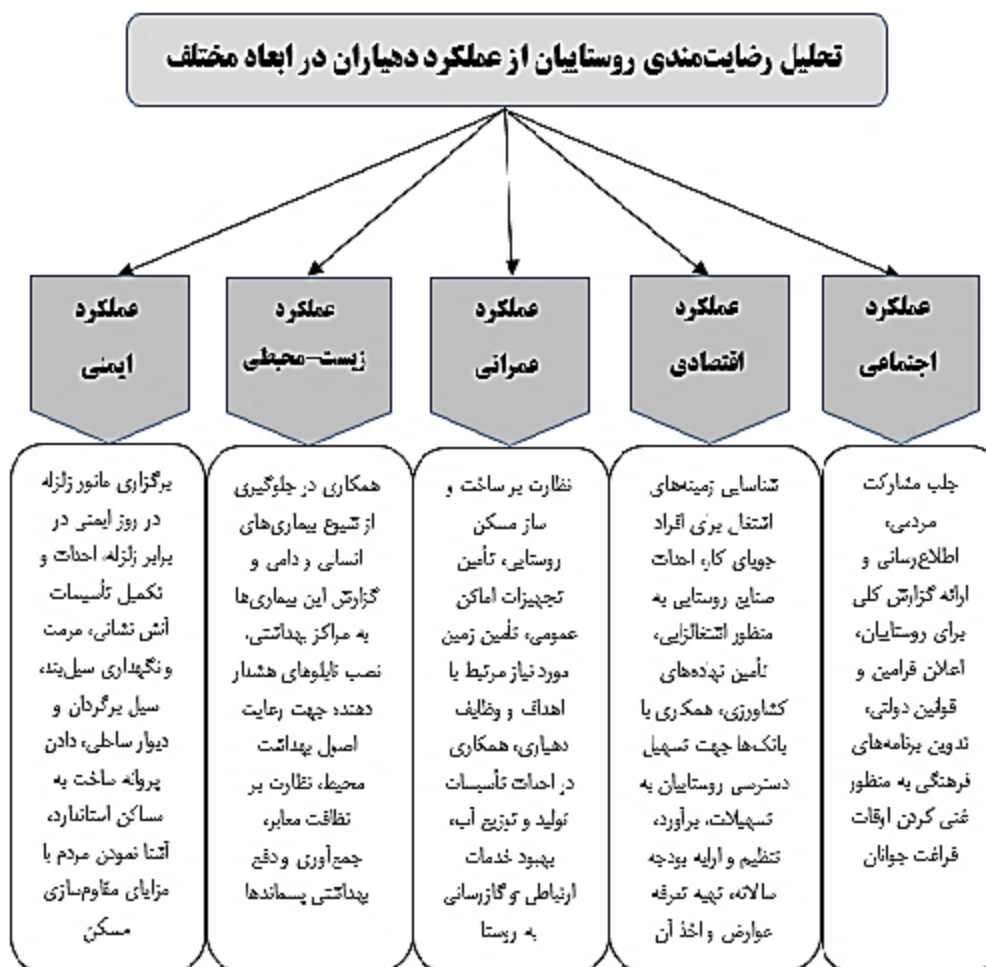 تحلیل رضایت‌مندی روستاییان از عملکرد دهیاران در ابعاد مختلف
عملکرد
اجتماعی
عملکرد
اقتصادی
عملکرد
عمرانی
عملکرد
زیست-محیطی
عملکرد
ایمنی
جلب مشارکت
مردمی،
اطلاع‌رسانی و
ارائه گزارش کلی
برای روستاییان،
اعلان فرامین و
قوانین دولتی،
تدوین برنامه‌های
فرهنگی به منظور
غنی کردن اوقات
فراغت جوانان
شناسایی زمینه‌های
اشتغال برای افراد
جویای کار، احداث
صنایع روستایی به
منظور اشتغالزایی،
تأمین نهاده‌های
کشاورزی، همکاری با
بانک‌ها جهت تسهیل
دسترسی روستاییان به
تسهیلات، برآورد،
تنظیم و ارایه بودجه
سالانه، تهیه تعرفه
عوارض و اخذ آن
نظارت بر ساخت و
ساز مسکن
روستایی، تأمین
تجهیزات اماکن
عمومی، تأمین زمین
مورد نیاز مرتبط با
اهداف و وظایف
دهیاری، همکاری
در احداث تأسیسات
تولید و توزیع آب،
بهبود خدمات
ارتباطی و گازرسانی
به روستا
همکاری در جلوگیری
از شیوع بیماری‌های
انسانی و دامی و
گزارش این بیماری‌ها
به مراکز بهداشتی،
نصب تابلوهای هشدار
دهنده جهت رعایت
اصول بهداشت
محیط، نظارت بر
نظافت معابر،
جمع‌آوری و دفع
بهداشتی پسماندها
برگزاری مانور زلزله
در روز ایمنی در
برابر زلزله، احداث و
تکمیل تأسیسات
آتش نشانی، مرمت
و نگهداری سیل‌بند،
سیل برگردان و
دیوار ساحلی، دادن
پروانه ساخت به
مساکن استاندارد،
آشنا نمودن مردم با
مزایای مقاوم‌سازی
مسکن